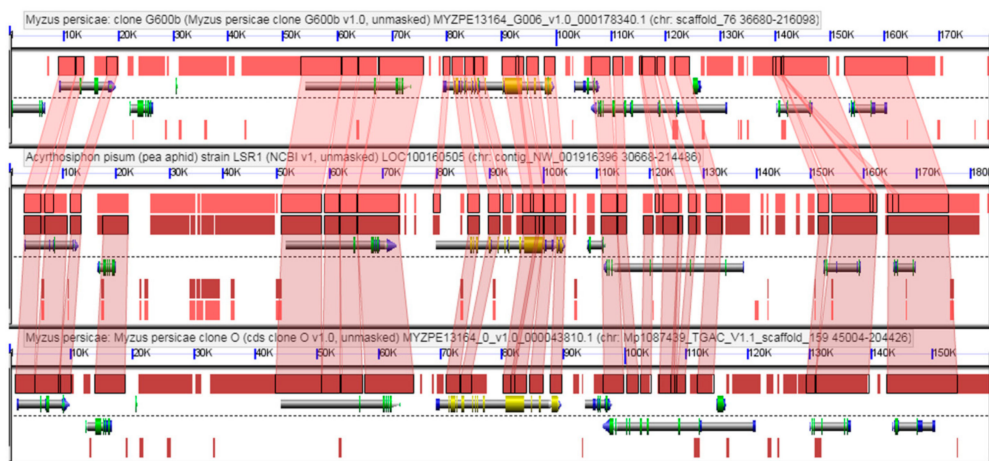 Myzus persicae: clone G600b (Myzus persicae clone G600b v1.0, unmasked) MYZPE13164_G006_v1.0_000178340.1 (chr: scaffold_76 36680-216098)
10K 20K 30K 40K 50K 60K 70K 80K 90K 100K 110K 120K 130K 140K 150K 160K 170K
Acyrthosiphon pisum (pea aphid) strain LSR1 (NCBI v1, unmasked) LOC100160505 (chr: contig_NW_001916396 30668-214486)
10K 20K 30K 40K 50K 60K 70K 80K 90K 100K 110K 120K 130K 140K 150K 160K 170K 180
Myzus persicae: Myzus persicae clone O (cds clone O v1.0, unmasked) MYZPE13164_0_v1.0_000043810.1 (chr: Mp1087439_TGAC_V1.1_scaffold_159 45004-204426)
10K 20K 30K 40K 50K 60K 70K 80K 90K 100K 110K 120K 130K 140K 150K